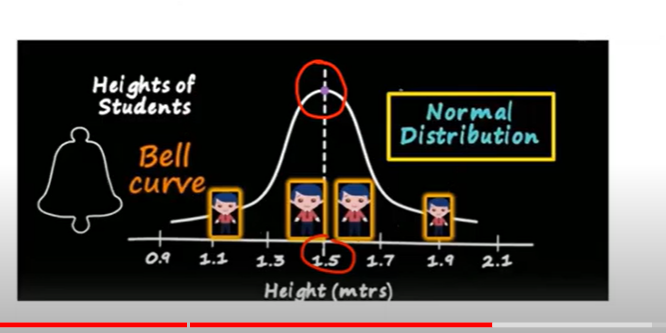 Heights of
Students
Bell
curve
Normal
Distribution
0.9 1.1 1.3 1.5 1.7 1.9 2.1
Height (mtrs)